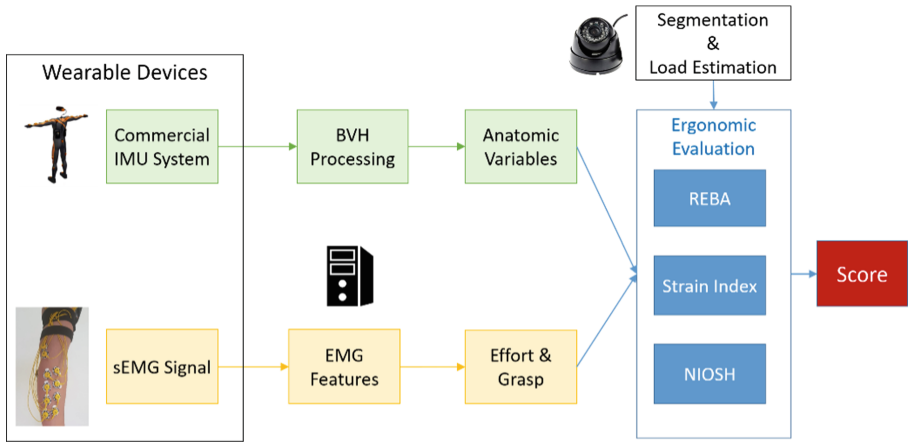 Segmentation
&
Load Estimation
Wearable Devices
Commercial
IMU System
BVH
Processing
Anatomic
Variables
Ergonomic
Evaluation
REBA
Strain Index
NIOSH
Score
sEMG Signal
EMG
Features
Effort &
Grasp